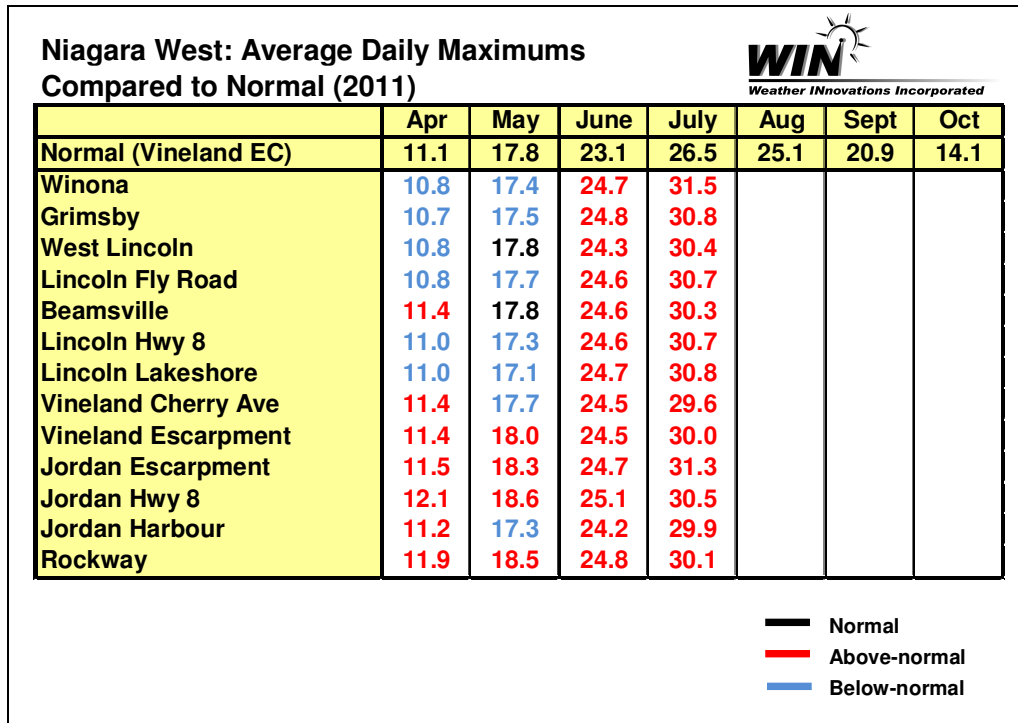 Niagara West: Average Daily Maximums
Compared to Normal (2011)
WIN
Weather INnovations Incorporated
Apr May June July Aug Sept Oct
Normal (Vineland EC) 11.1 17.8 23.1 26.5 25.1 20.9 14.1
Winona 10.8 17.4 24.7 31.5
Grimsby 10.7 17.5 24.8 30.8
West Lincoln 10.8 17.8 24.3 30.4
Lincoln Fly Road 10.8 17.7 24.6 30.7
Beamsville 11.4 17.8 24.6 30.3
Lincoln Hwy 8 11.0 17.3 24.6 30.7
Lincoln Lakeshore 11.0 17.1 24.7 30.8
Vineland Cherry Ave 11.4 17.7 24.5 29.6
Vineland Escarpment 11.4 18.0 24.5 30.0
Jordan Escarpment 11.5 18.3 24.7 31.3
Jordan Hwy 8 12.1 18.6 25.1 30.5
Jordan Harbour 11.2 17.3 24.2 29.9
Rockway 11.9 18.5 24.8 30.1
Normal
Above-normal
Below-normal